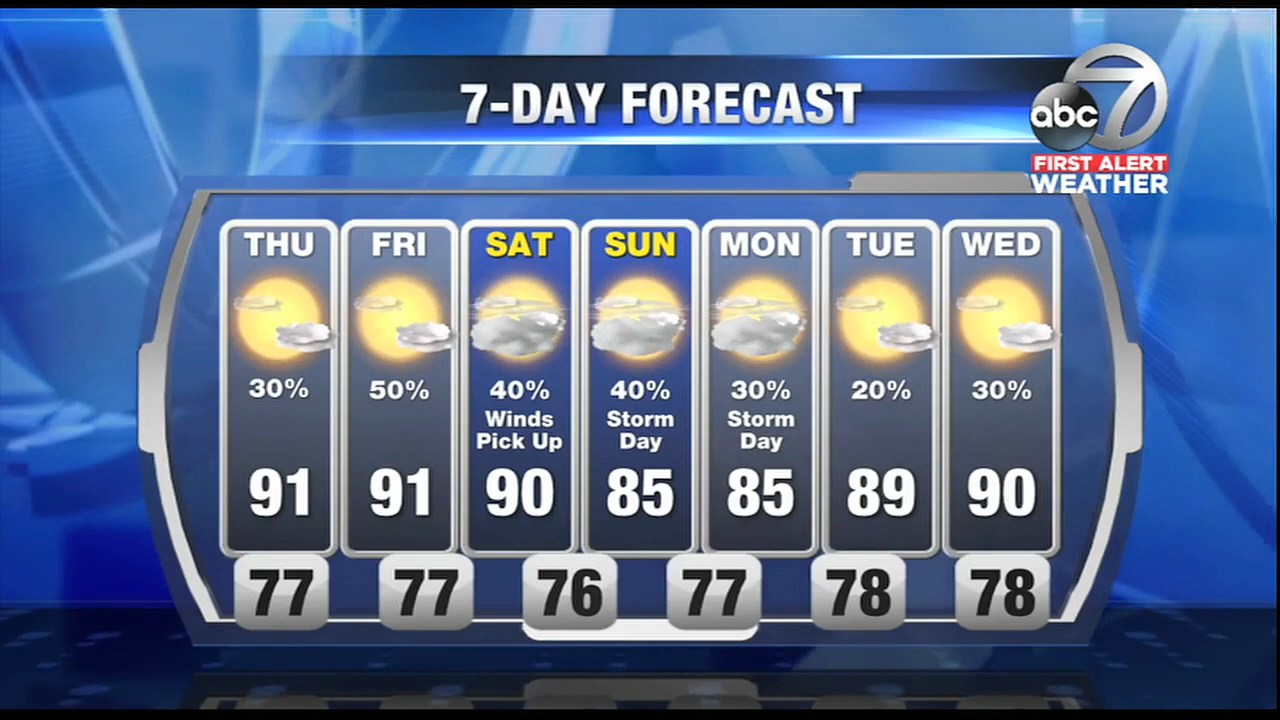 7-DAY FORECAST
abc 7
FIRST ALERT
WEATHER
THU FRI SAT SUN MON TUE WED
30% 50% 40% 40% 30% 20% 30%
Winds Storm Storm
Pick Up Day Day
91 91 90 85 85 89 90
77 77 76 77 78 78